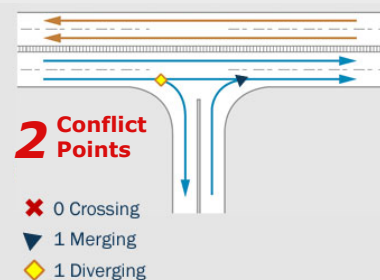 2 Conflict
Points
0 Crossing
1 Merging
1 Diverging